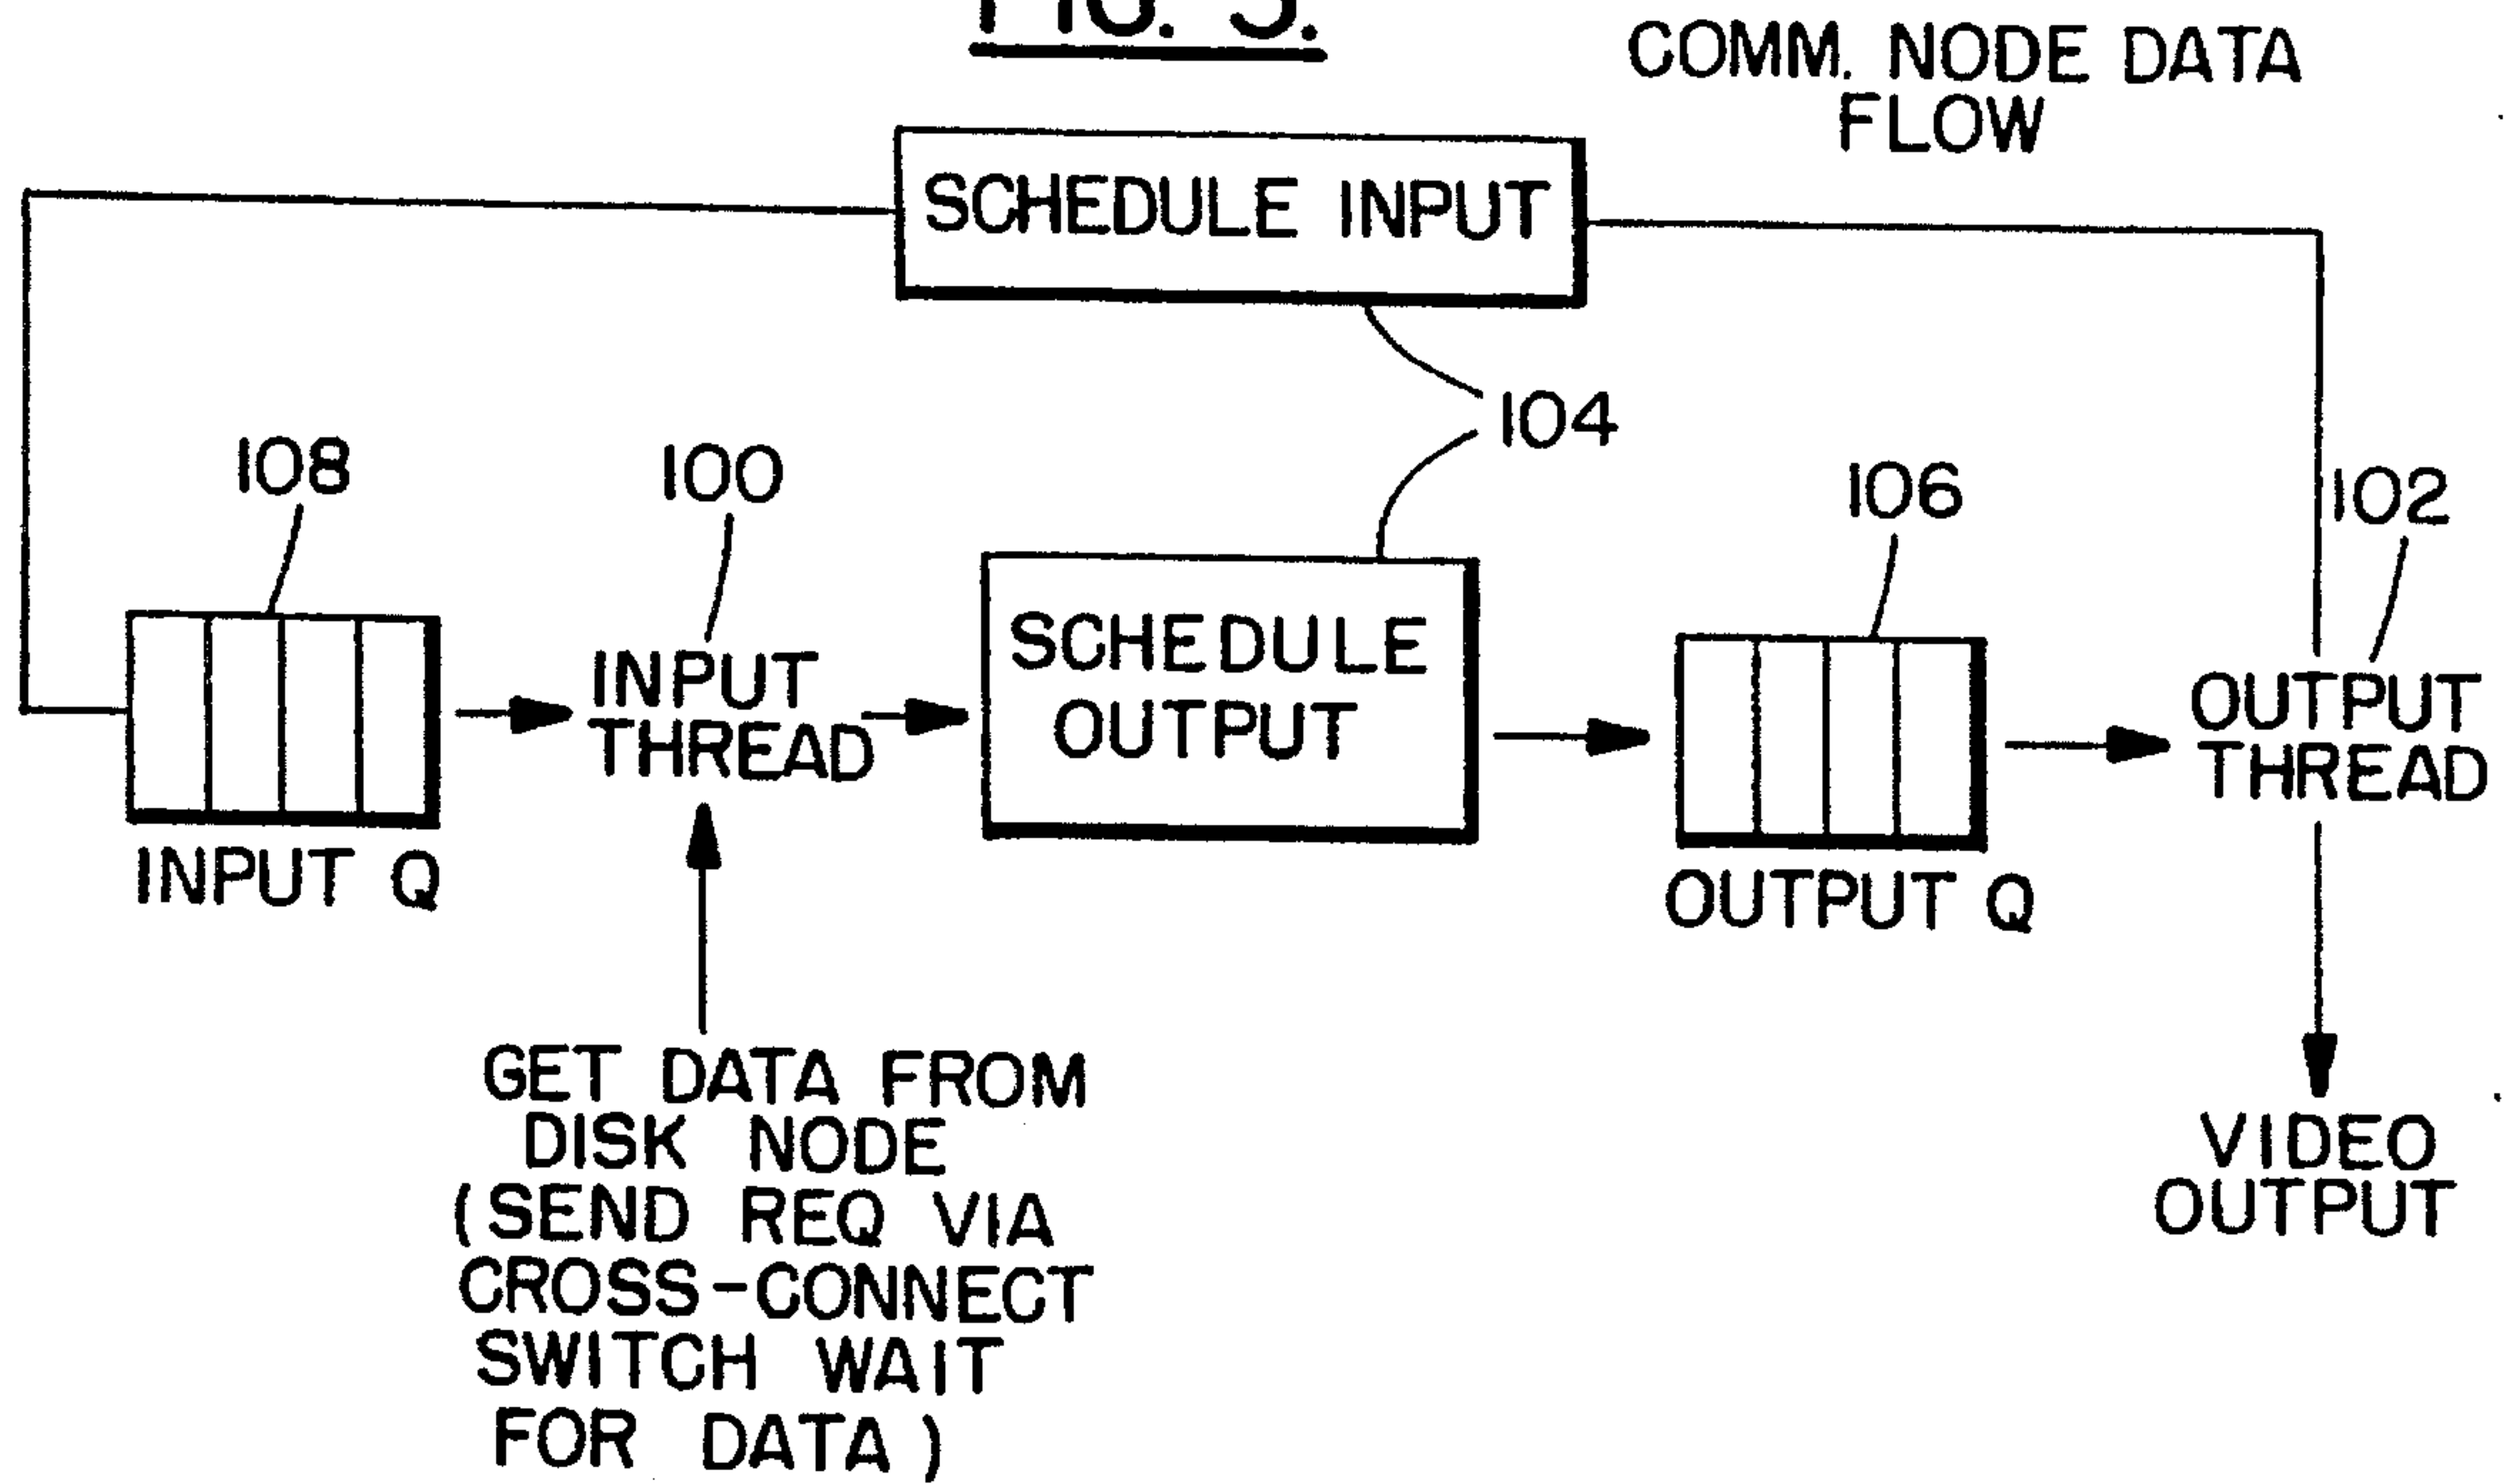 FIG. 5.
COMM. NODE DATA
FLOW
SCHEDULE INPUT
104
108
100
106
102
INPUT
THREAD
SCHEDULE
OUTPUT
OUTPUT
THREAD
INPUT Q
OUTPUT Q
GET DATA FROM
DISK NODE
(SEND REQ VIA
CROSS-CONNECT
SWITCH WAIT
FOR DATA)
VIDEO
OUTPUT